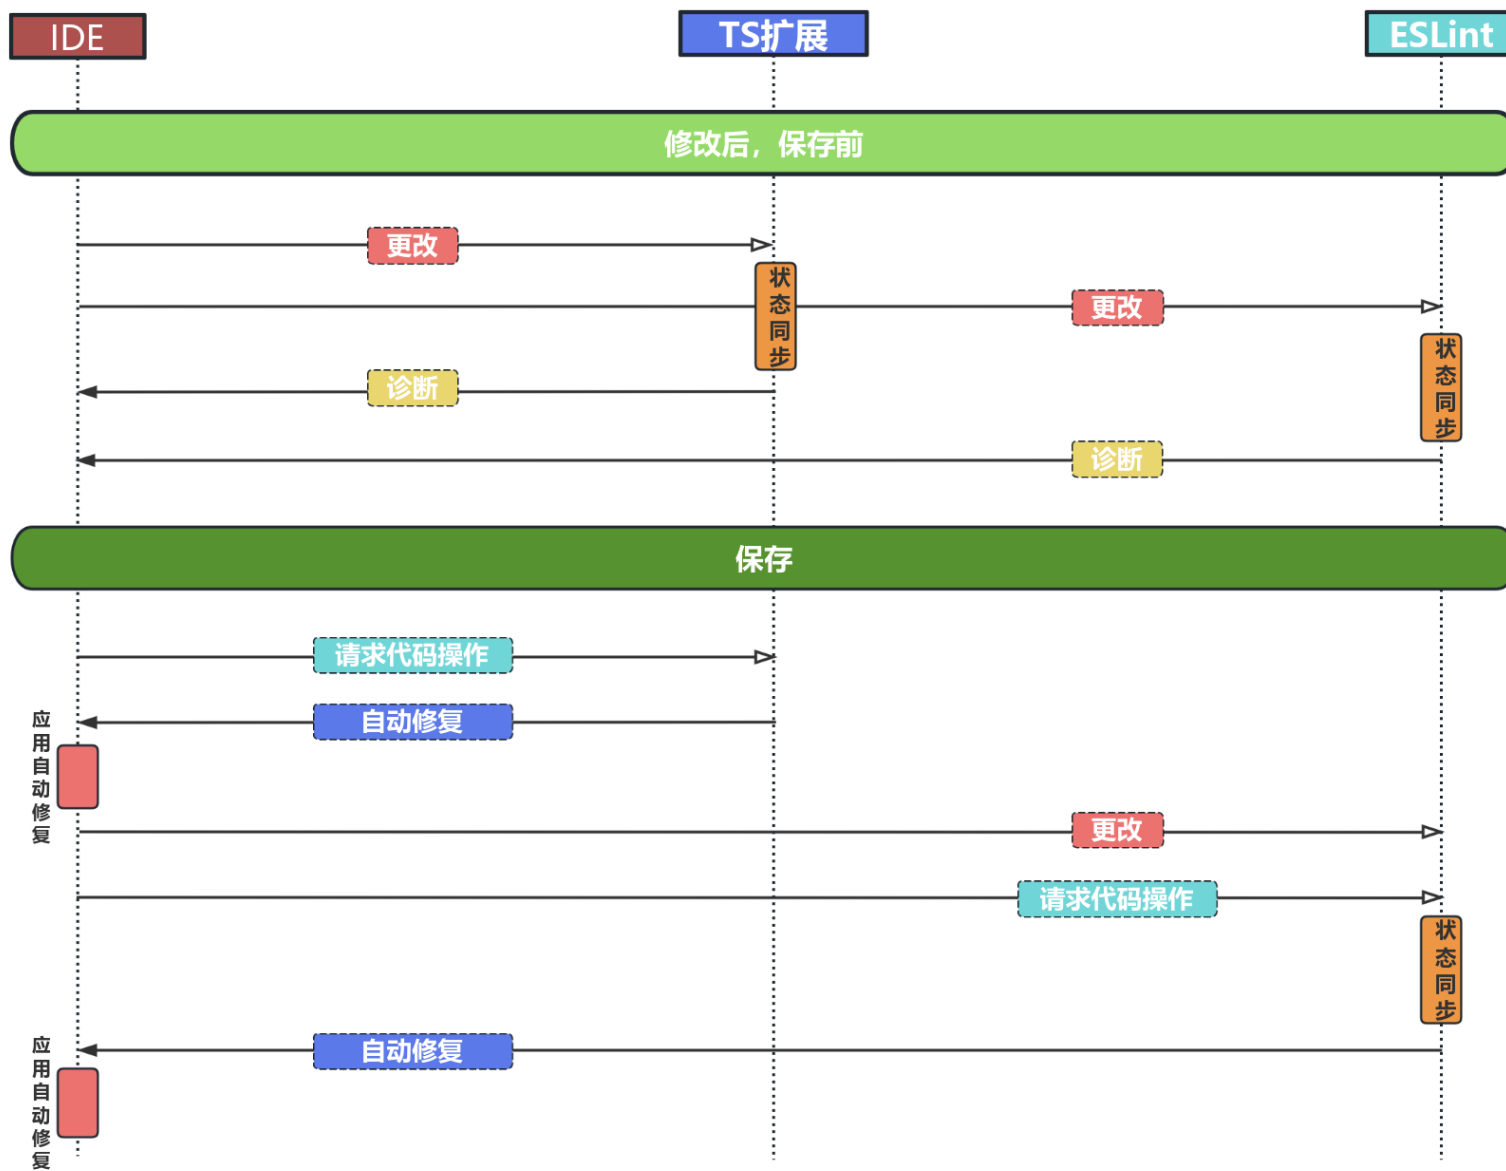 IDE
TS扩展
ESLint
修改后，保存前
更改
状态同步
更改
状态同步
诊断
诊断
保存
请求代码操作
自动修复
应用自动修复
更改
请求代码操作
状态同步
自动修复
应用自动修复